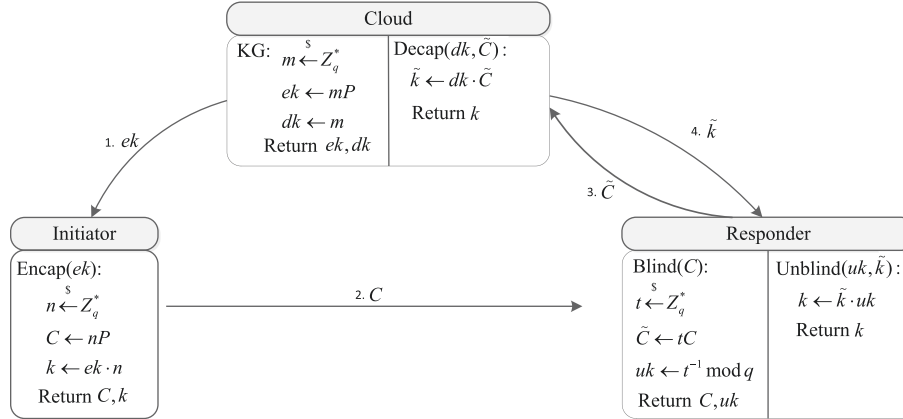 Cloud
KG: m ←$ Z_q^*
ek ← mP
dk ← m
Return ek, dk
Decap(dk, C̃):
k̃ ← dk · C̃
Return k
1. ek
4. k̃
3. C̃
Initiator
Encap(ek):
n ←$ Z_q^*
C ← nP
k ← ek · n
Return C, k
2. C
Responder
Blind(C):
t ←$ Z_q^*
C̃ ← tC
uk ← t⁻¹ mod q
Return C, uk
Unblind(uk, k̃):
k ← k̃ · uk
Return k